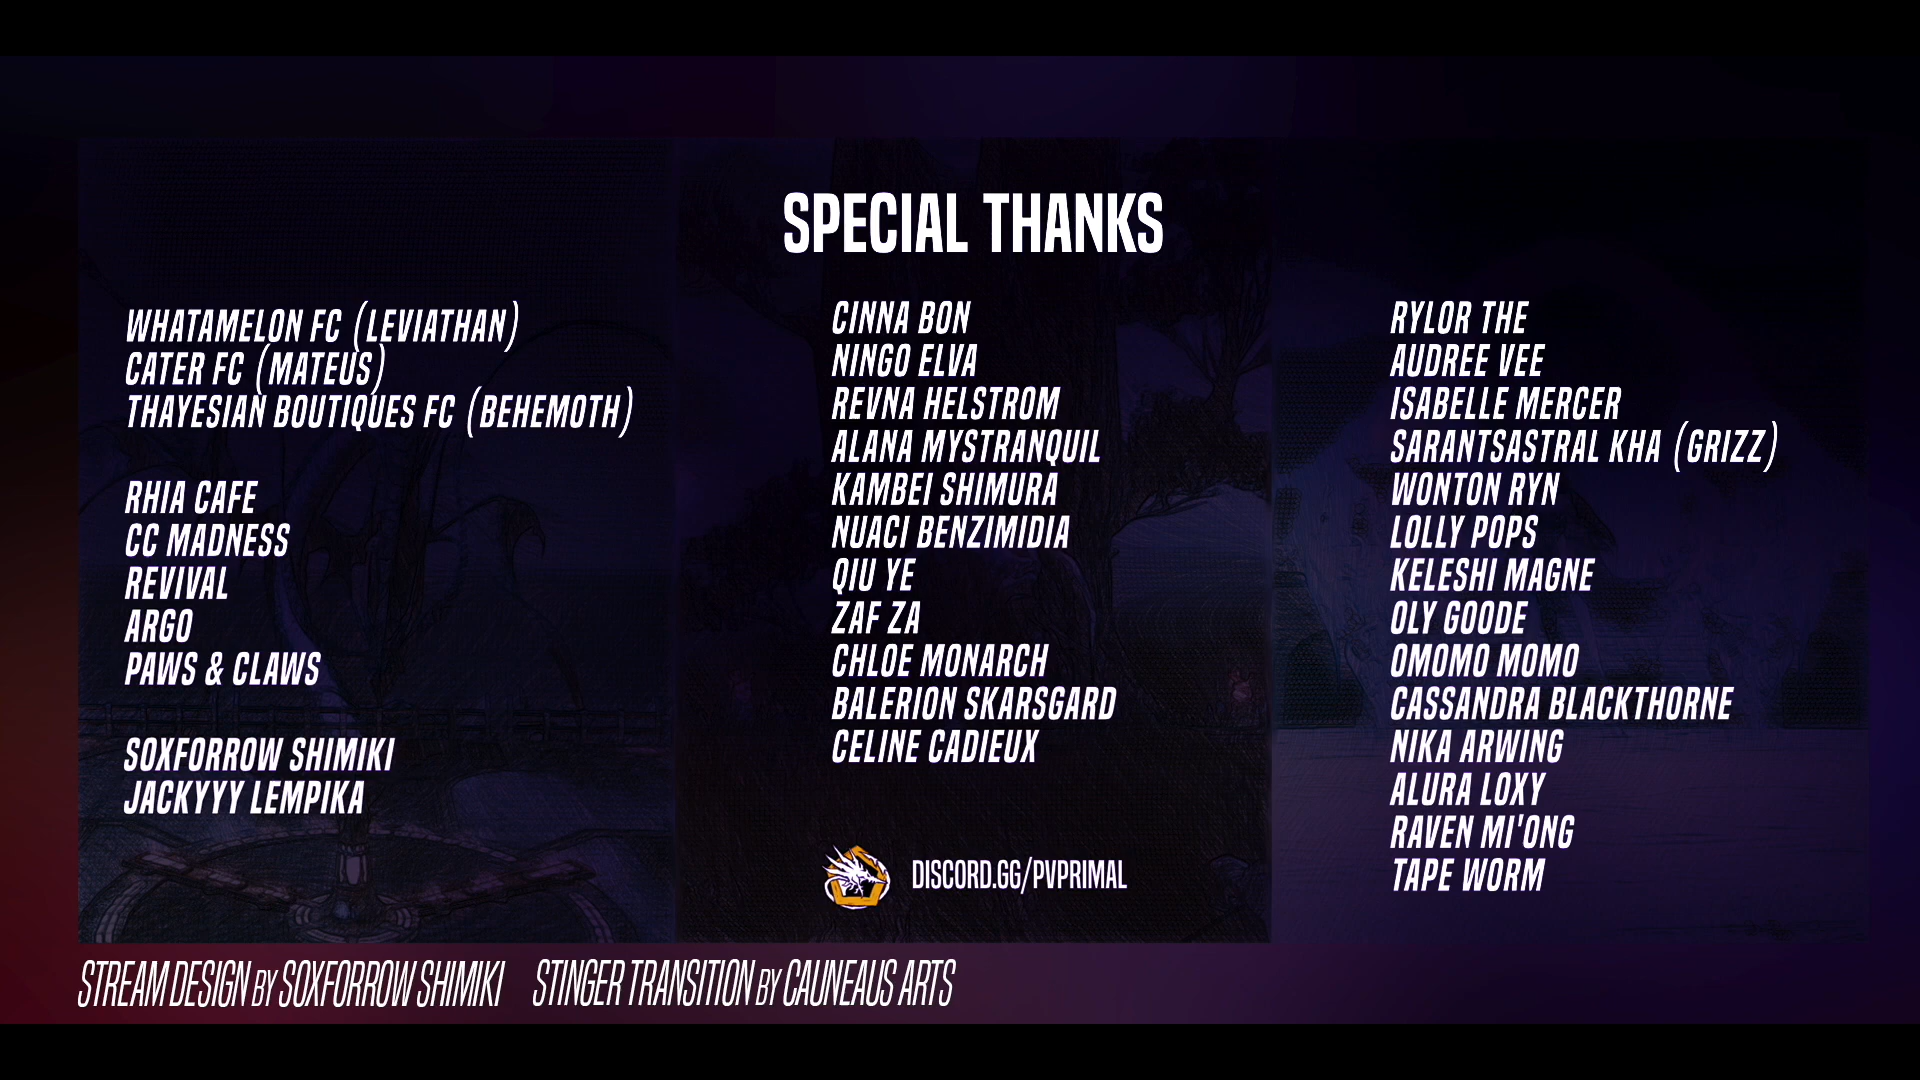 SPECIAL THANKS
WHATAMELON FC (LEVIATHAN)
CATER FC (MATEUS)
THAYESIAN BOUTIQUES FC (BEHEMOTH)
RHIA CAFE
CC MADNESS
REVIVAL
ARGO
PAWS & CLAWS
SOXFORROW SHIMIKI
JACKYYY LEMPIKA
CINNA BON
NINGO ELVA
REVNA HELSTROM
ALANA MYSTRANQUIL
KAMBEI SHIMURA
NUACI BENZIMIDIA
QIU YE
ZAF ZA
CHLOE MONARCH
BALERION SKARSGARD
CELINE CADIEUX
DISCORD.GG/PVPRIMAL
RYLOR THE
AUDREE VEE
ISABELLE MERCER
SARANTSASTRAL KHA (GRIZZ)
WONTON RYN
LOLLY POPS
KELESHI MAGNE
OLY GOODE
OMOMO MOMO
CASSANDRA BLACKTHORNE
NIKA ARWING
ALURA LOXY
RAVEN MI'ONG
TAPE WORM
STREAM DESIGN BY SOXFORROW SHIMIKI STINGER TRANSITION BY CAUNEAUS ARTS